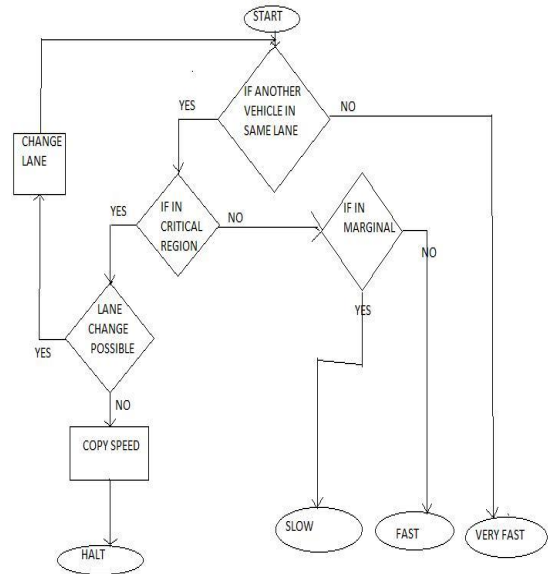 START
IF ANOTHER
VEHICLE IN
SAME LANE
YES
NO
CHANGE
LANE
IF IN
CRITICAL
REGION
YES
NO
IF IN
MARGINAL
NO
YES
LANE
CHANGE
POSSIBLE
YES
NO
COPY SPEED
SLOW
FAST
VERY FAST
HALT